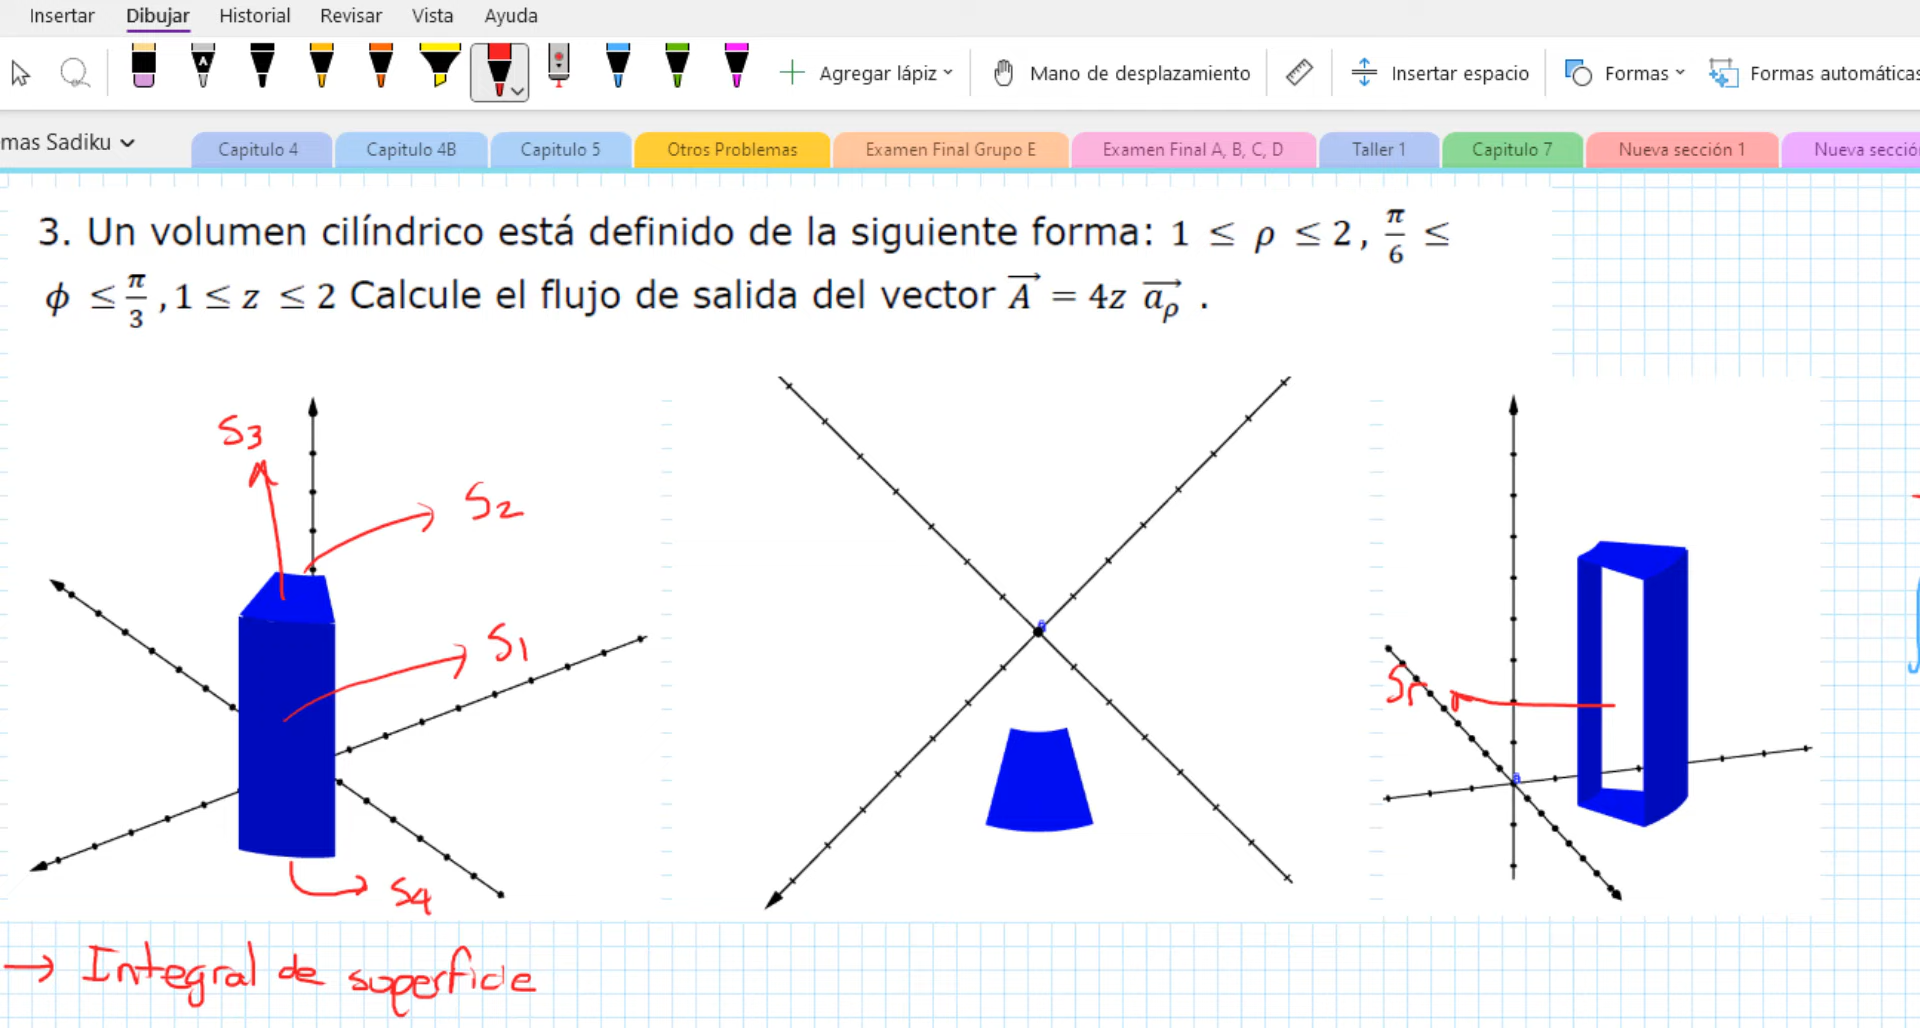 Insertar Dibujar Historial Revisar Vista Ayuda
Agregar lápiz Mano de desplazamiento Insertar espacio Formas Formas automáticas
mas Sadiku Capitulo 4 Capitulo 4B Capitulo 5 Otros Problemas Examen Final Grupo E Examen Final A, B, C, D Taller 1 Capitulo 7 Nueva sección 1 Nueva secció
3. Un volumen cilíndrico está definido de la siguiente forma: 1 ≤ ρ ≤ 2, π/6 ≤
ϕ ≤ π/3, 1 ≤ z ≤ 2 Calcule el flujo de salida del vector A⃗ = 4z a⃗ρ .
S3
S2
S1
S4
→ Integral de superficie